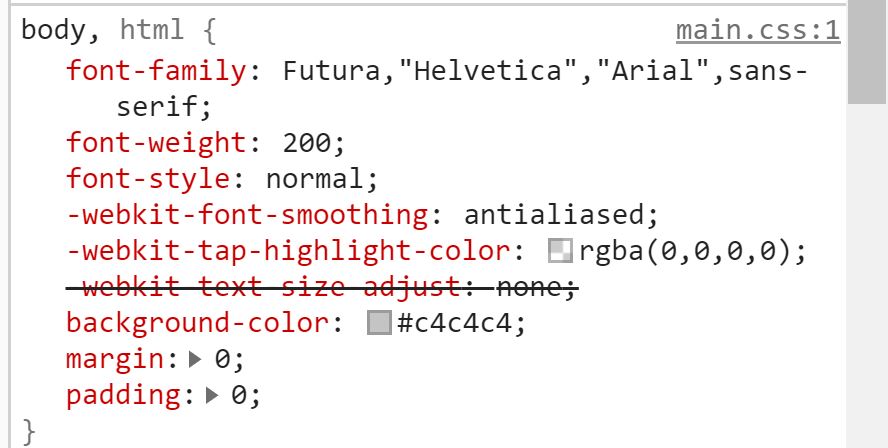 body, html {
main.css:1
font-family: Futura,"Helvetica","Arial",sans-
serif;
font-weight: 200;
font-style: normal;
-webkit-font-smoothing: antialiased;
-webkit-tap-highlight-color: rgba(0,0,0,0);
-webkit-text-size-adjust: none;
background-color: #c4c4c4;
margin: 0;
padding: 0;
}